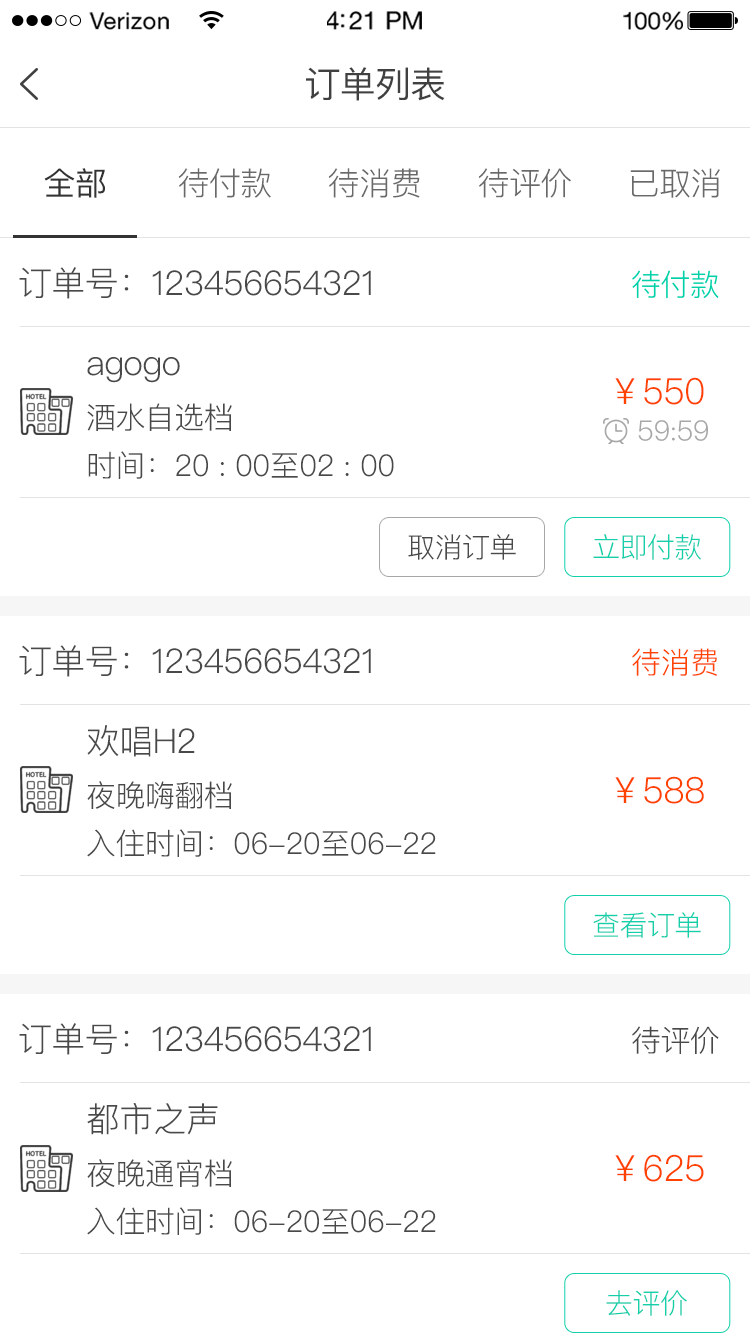 Verizon 4:21 PM 100%
订单列表
全部 待付款 待消费 待评价 已取消
订单号：123456654321 待付款
agogo
HOTEL
酒水自选档
¥550
59:59
时间：20：00至02：00
取消订单 立即付款
订单号：123456654321 待消费
欢唱H2
HOTEL
夜晚嗨翻档
¥588
入住时间：06-20至06-22
查看订单
订单号：123456654321 待评价
都市之声
HOTEL
夜晚通宵档
¥625
入住时间：06-20至06-22
去评价